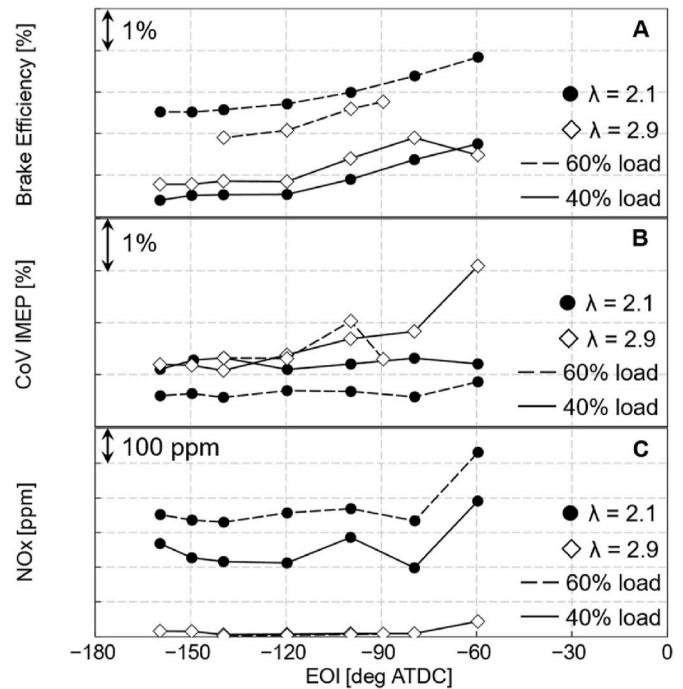 1%
A
Brake Efficiency [%]
λ = 2.1
λ = 2.9
60% load
40% load
1%
B
CoV IMEP [%]
λ = 2.1
λ = 2.9
60% load
40% load
100 ppm
C
NOx [ppm]
λ = 2.1
λ = 2.9
60% load
40% load
−180 −150 −120 −90 −60 −30 0
EOI [deg ATDC]